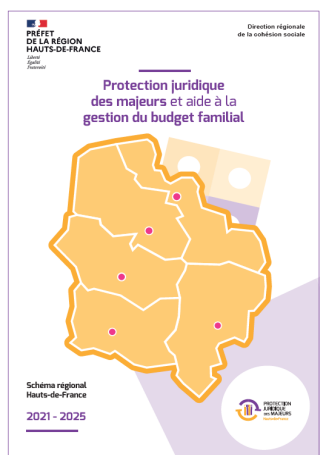 PRÉFET
DE LA RÉGION
HAUTS-DE-FRANCE
Liberté
Égalité
Fraternité
Direction régionale
de la cohésion sociale
Protection juridique
des majeurs et aide à la
gestion du budget familial
Schéma régional
Hauts-de-France
2021 - 2025
PROTECTION
JURIDIQUE
des MAJEURS